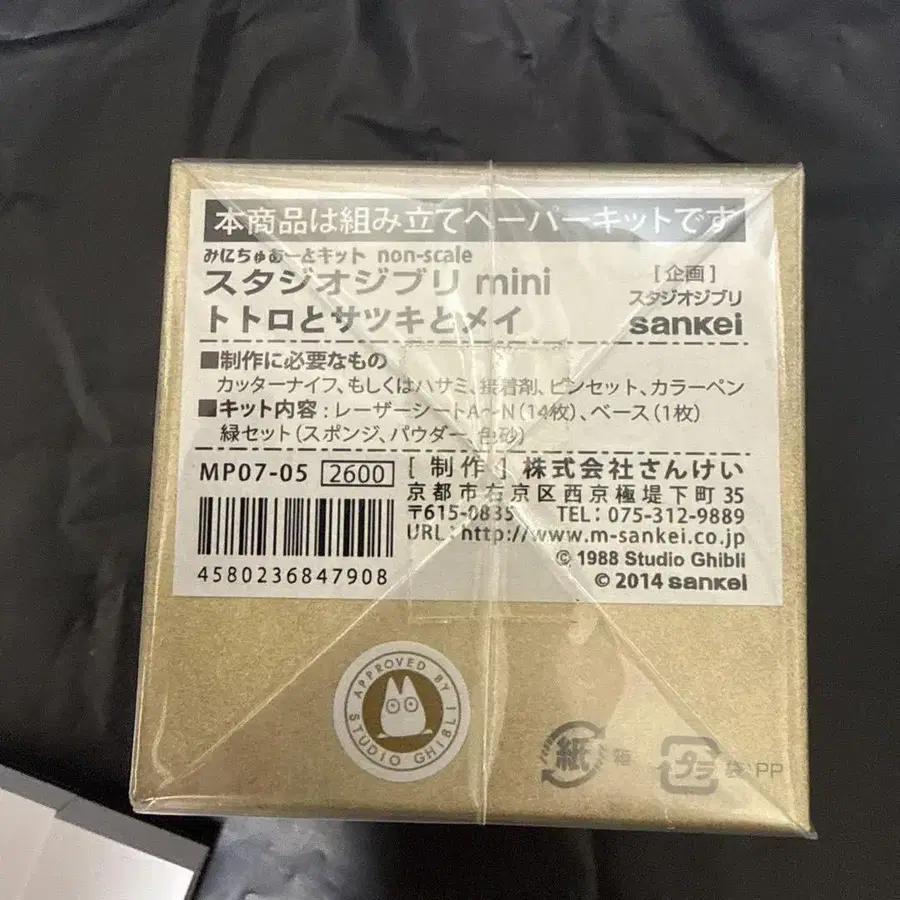 本商品は組み立てペーパーキットです
みにちゅあーとキット non-scale
スタジオジブリ mini
トトロとサツキとメイ
[企画]
スタジオジブリ
sankei
■制作に必要なもの
カッターナイフ、もしくはハサミ、接着剤、ピンセット、カラーペン
■キット内容：レーザーシートA〜N（14枚）、ベース（1枚）
緑セット（スポンジ、パウダー、色砂）
MP07-05 2600
[制作] 株式会社さんけい
京都市右京区西京極堤下町 35
〒615-0835 TEL：075-312-9889
URL：http://www.m-sankei.co.jp
© 1988 Studio Ghibli
© 2014 sankei
4580236847908
APPROVED BY STUDIO GHIBLI
紙 箱
プラ 袋 PP